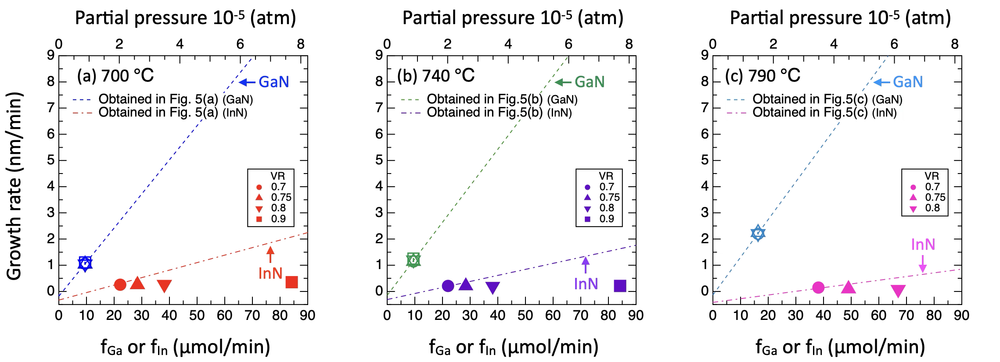 Partial pressure 10-5 (atm)
0 2 4 6 8
9
8
7
6
5
4
3
2
1
0
Growth rate (nm/min)
(a) 700 °C
GaN
Obtained in Fig. 5(a) (GaN)
Obtained in Fig. 5(a) (InN)
VR
0.7
0.75
0.8
0.9
InN
0 10 20 30 40 50 60 70 80 90
fGa or fIn (μmol/min)
Partial pressure 10-5 (atm)
0 2 4 6 8
9
8
7
6
5
4
3
2
1
0
(b) 740 °C
GaN
Obtained in Fig.5(b) (GaN)
Obtained in Fig.5(b) (InN)
VR
0.7
0.75
0.8
0.9
InN
0 10 20 30 40 50 60 70 80 90
fGa or fIn (μmol/min)
Partial pressure 10-5 (atm)
0 2 4 6 8
9
8
7
6
5
4
3
2
1
0
(c) 790 °C
GaN
Obtained in Fig.5(c) (GaN)
Obtained in Fig.5(c) (InN)
VR
0.7
0.75
0.8
InN
0 10 20 30 40 50 60 70 80 90
fGa or fIn (μmol/min)